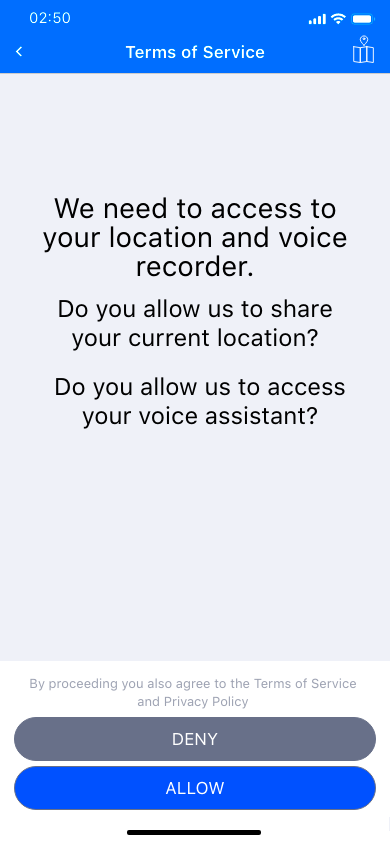 02:50
Terms of Service
We need to access to
your location and voice
recorder.
Do you allow us to share
your current location?
Do you allow us to access
your voice assistant?
By proceeding you also agree to the Terms of Service
and Privacy Policy
DENY
ALLOW